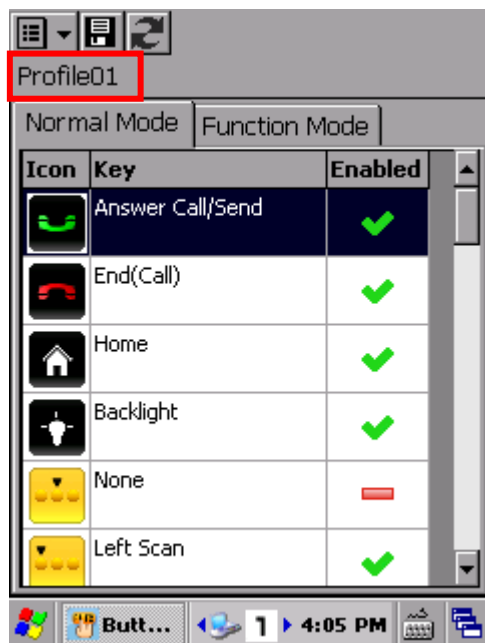 Profile01
Normal Mode Function Mode
Icon Key Enabled
Answer Call/Send
End(Call)
Home
Backlight
None
Left Scan
Butt... 1 4:05 PM